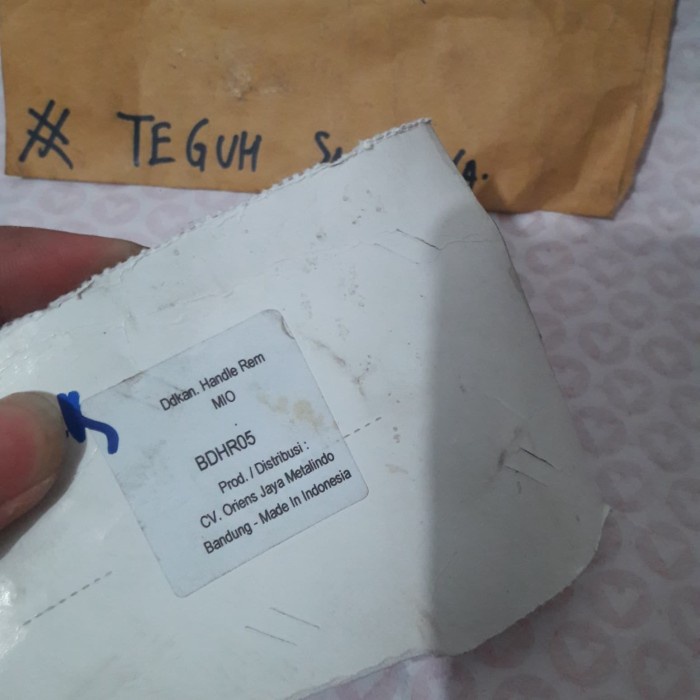 # TEGUH
Ddkan. Handle Rem
MIO
BDHR05
Prod. / Distribusi :
CV. Oriens Jaya Metalindo
Bandung - Made In Indonesia